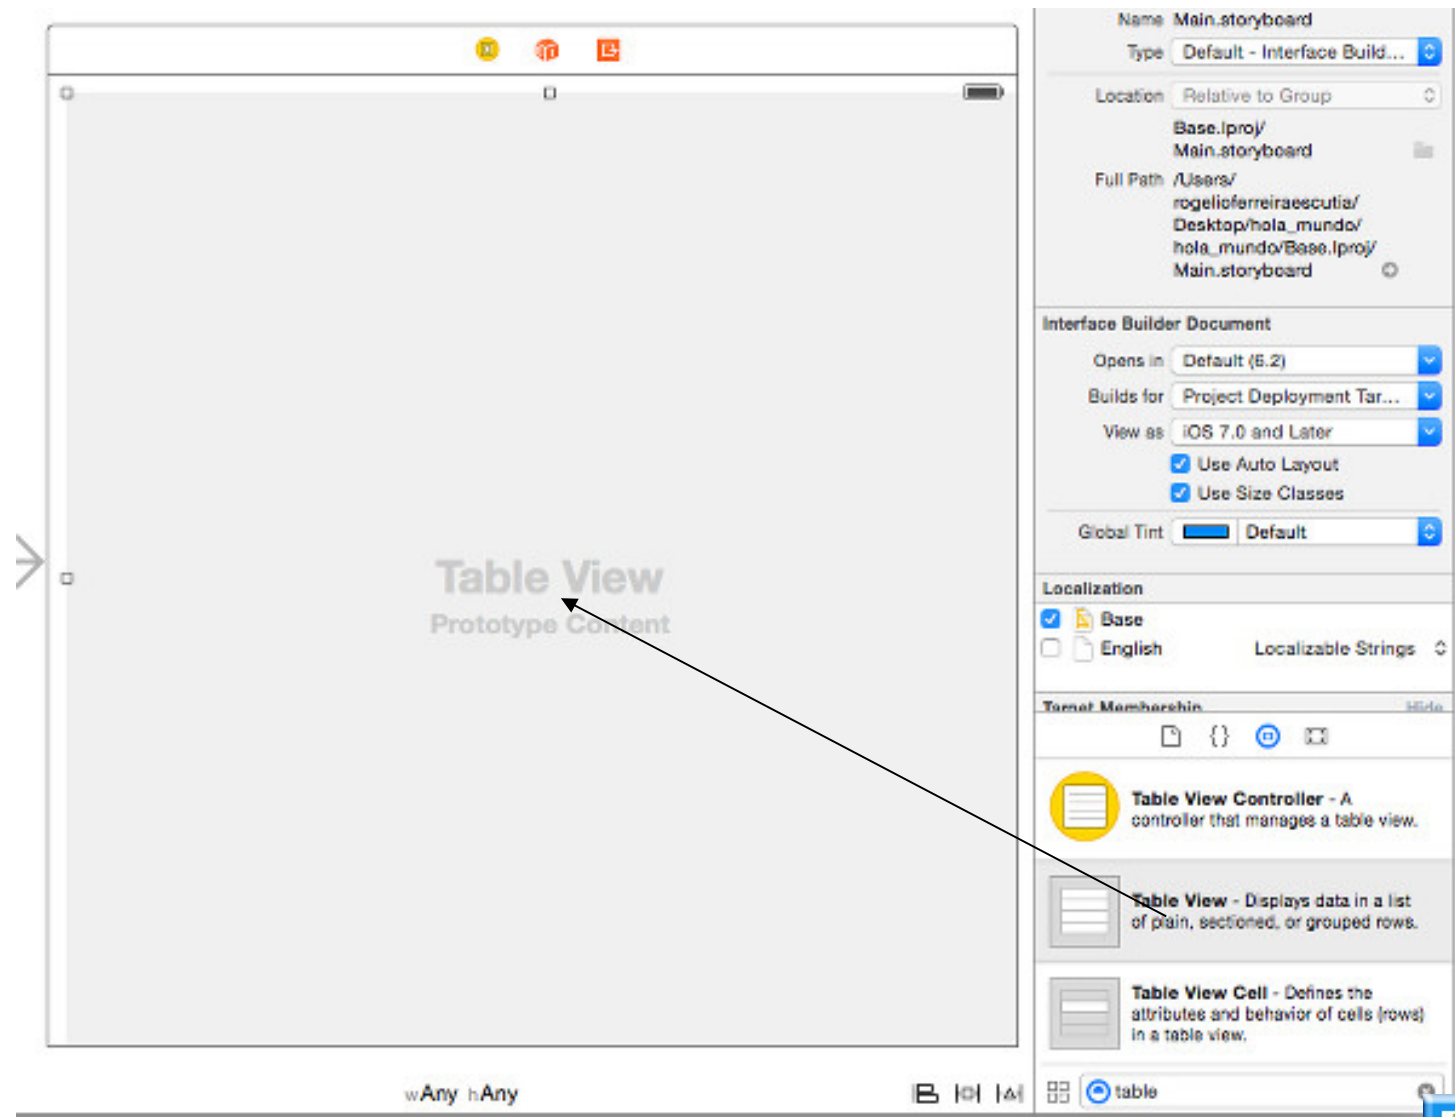 Table View
Prototype Content
wAny hAny
Name Main.storyboard
Type Default - Interface Build...
Location Relative to Group
Base.lproj/
Main.storyboard
Full Path /Users/
rogelioferreiraescutia/
Desktop/hola_mundo/
hola_mundo/Base.lproj/
Main.storyboard
Interface Builder Document
Opens in Default (6.2)
Builds for Project Deployment Tar...
View as iOS 7.0 and Later
Use Auto Layout
Use Size Classes
Global Tint Default
Localization
Base
English Localizable Strings
Target Membership Hide
{}
Table View Controller - A
controller that manages a table view.
Table View - Displays data in a list
of plain, sectioned, or grouped rows.
Table View Cell - Defines the
attributes and behavior of cells (rows)
in a table view.
table